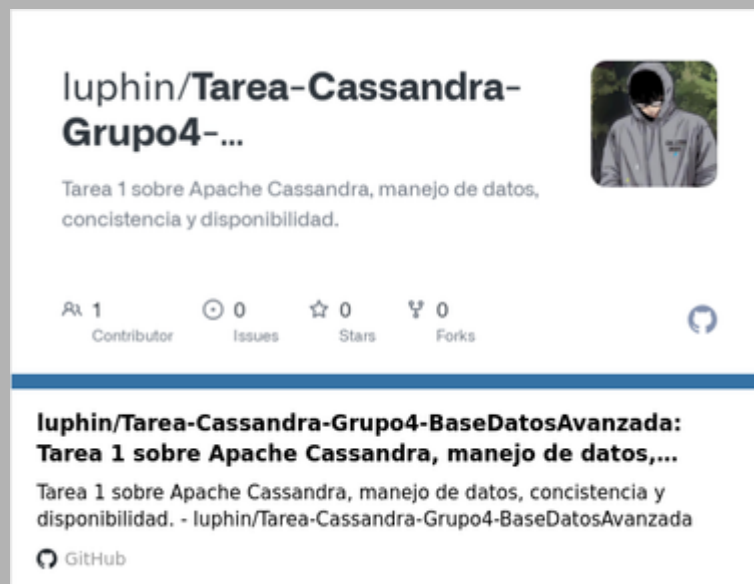 luphin/Tarea-Cassandra-
Grupo4-...
Tarea 1 sobre Apache Cassandra, manejo de datos,
concistencia y disponibilidad.
1
Contributor
0
Issues
0
Stars
0
Forks
luphin/Tarea-Cassandra-Grupo4-BaseDatosAvanzada:
Tarea 1 sobre Apache Cassandra, manejo de datos,...
Tarea 1 sobre Apache Cassandra, manejo de datos, concistencia y
disponibilidad. - luphin/Tarea-Cassandra-Grupo4-BaseDatosAvanzada
GitHub